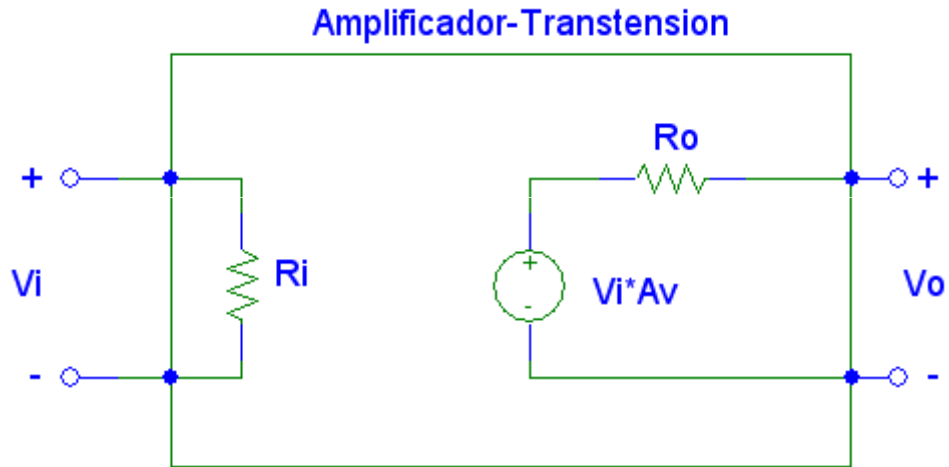 Amplificador-Transtension
Ro
+
+
Vi
Ri
+
-
Vi*Av
Vo
-
-